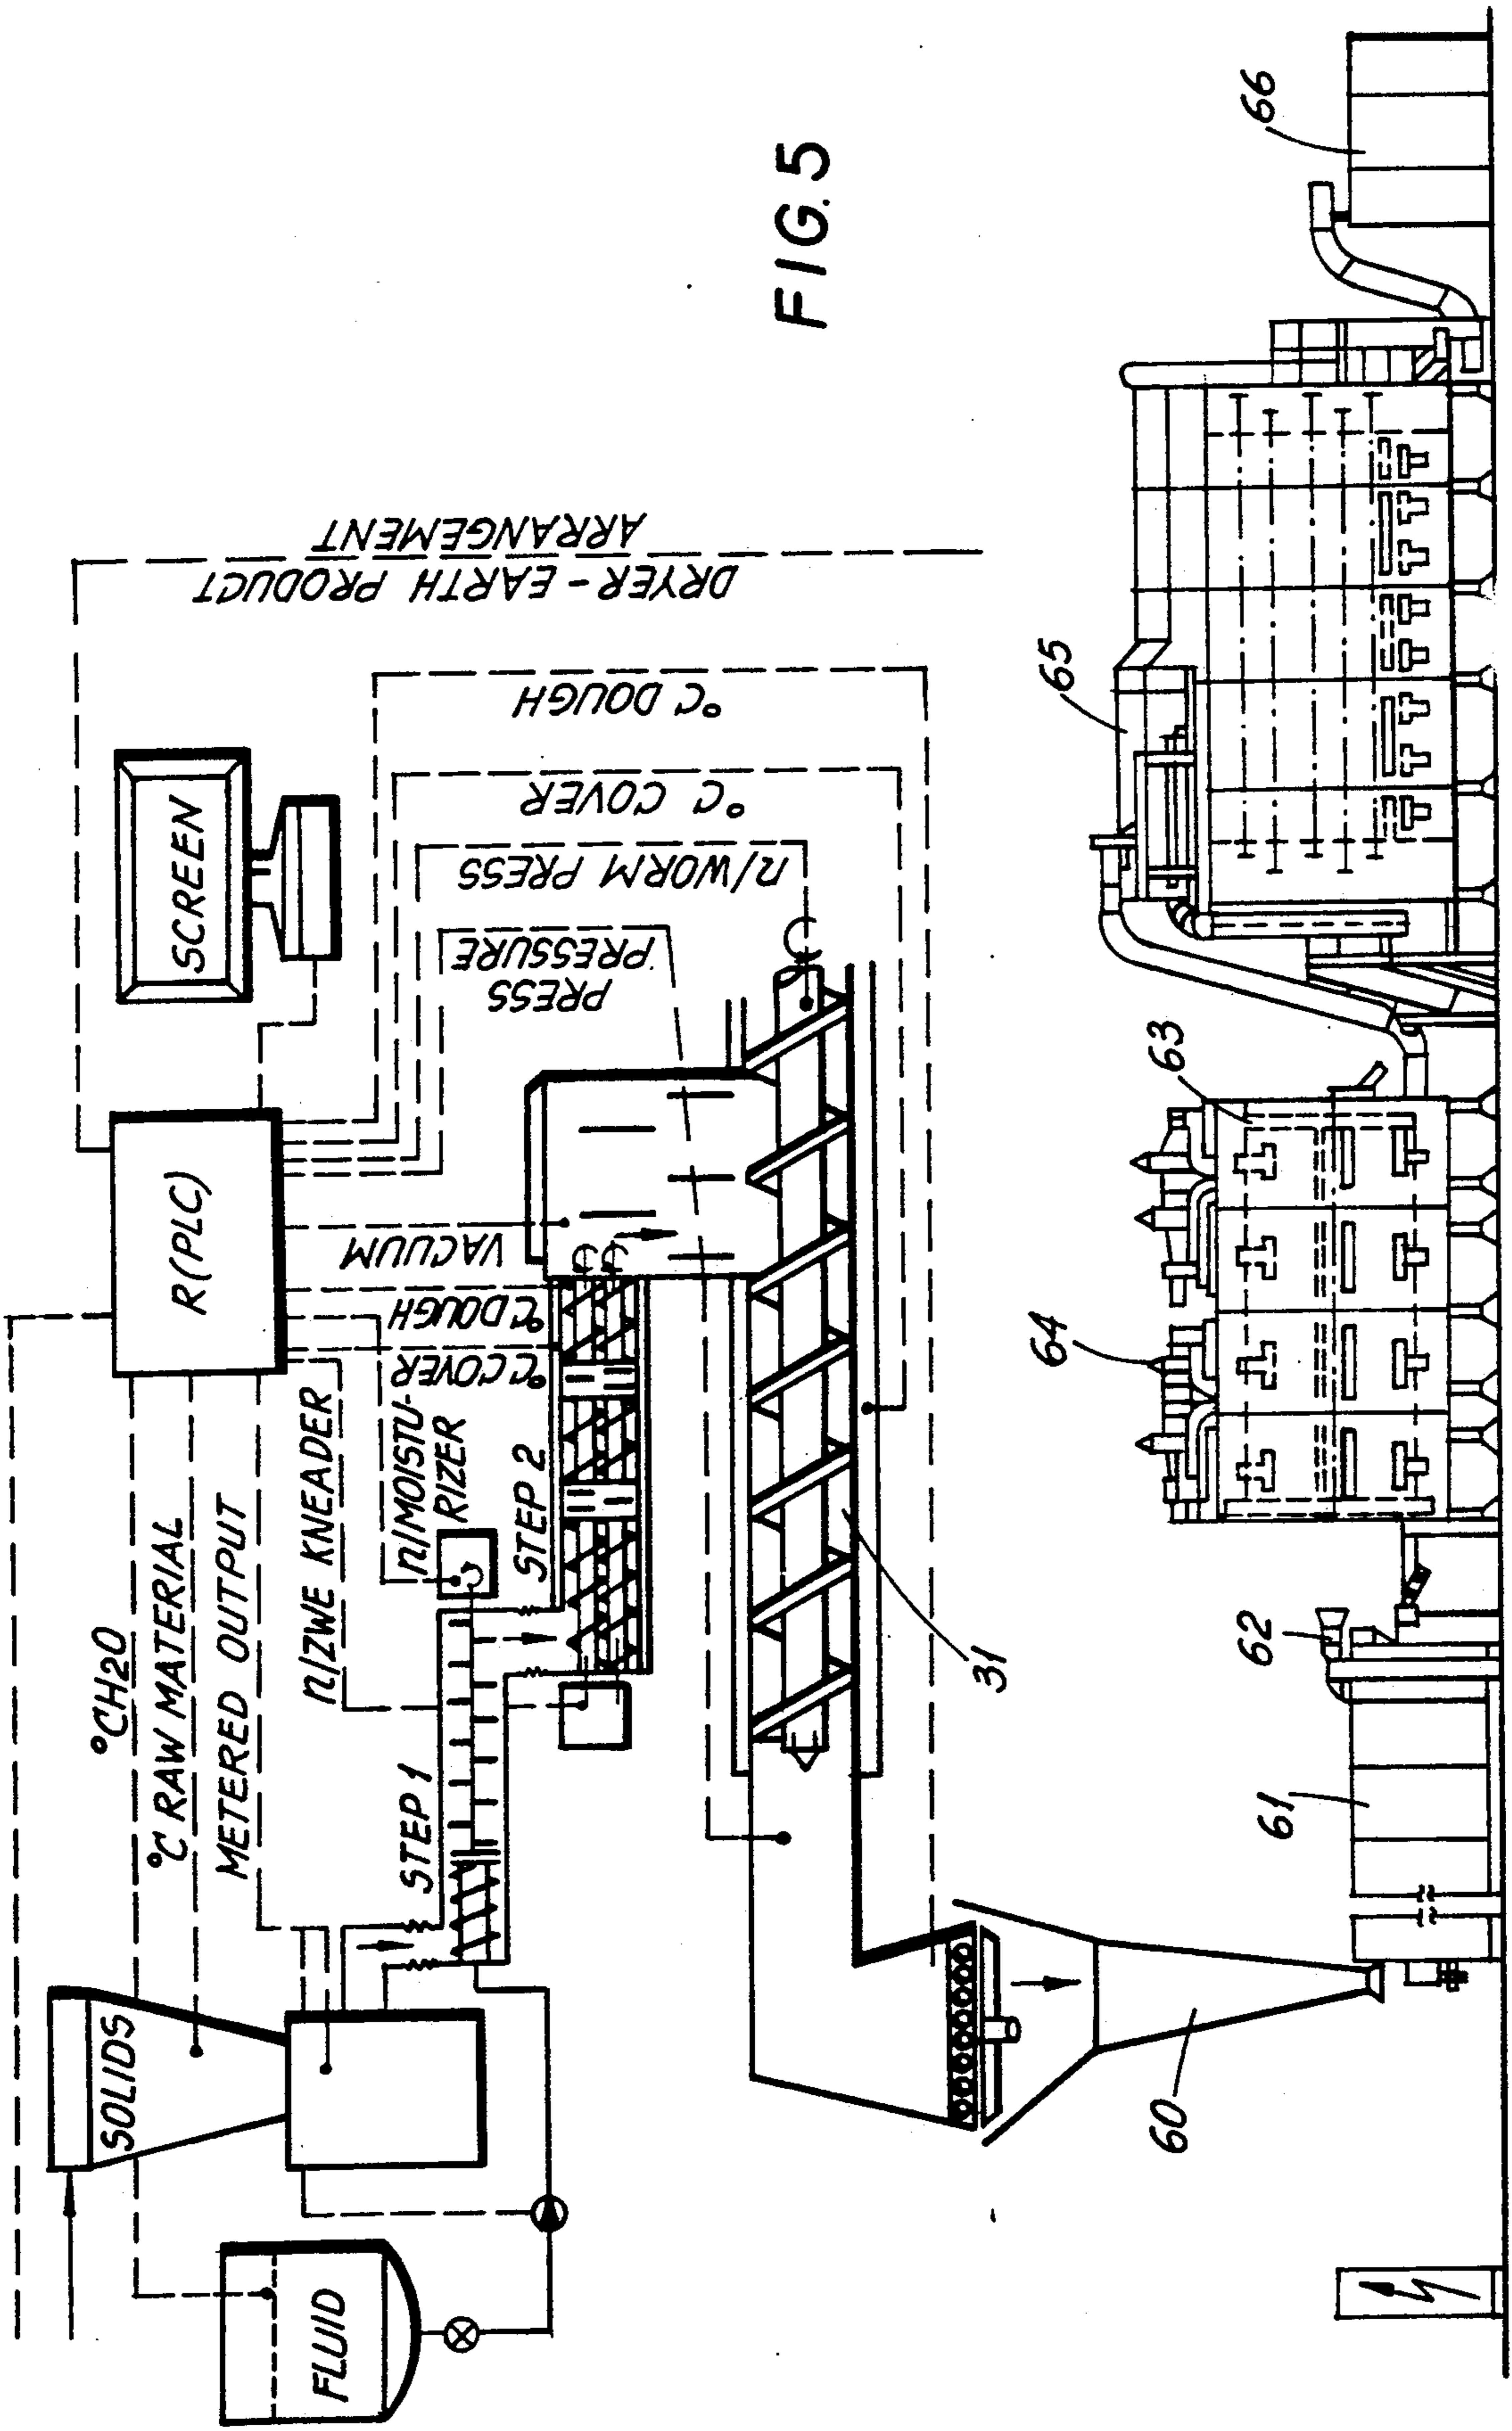 FIG. 5
SCREEN
R(PLC)
SOLIDS
FLUID
°CH2O
°C RAW MATERIAL
METERED OUTPUT
n/ZWE KNEADER
n/MOISTU-
RIZER
STEP 1
STEP 2
°C COVER
°C DOUGH
VACUUM
PRESS
PRESSURE
n/WORM PRESS
°C COVER
°C DOUGH
DRYER-EARTH PRODUCT
ARRANGEMENT
31
60
61
62
63
64
65
66